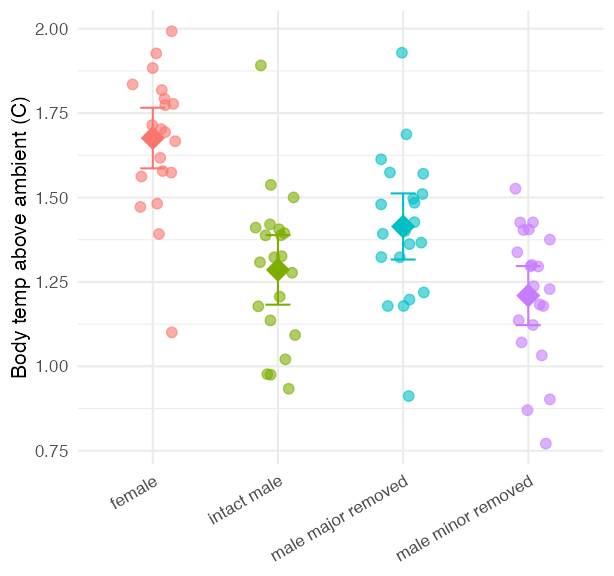 Body temp above ambient (C)
2.00
1.75
1.50
1.25
1.00
0.75
female
intact male
male major removed
male minor removed